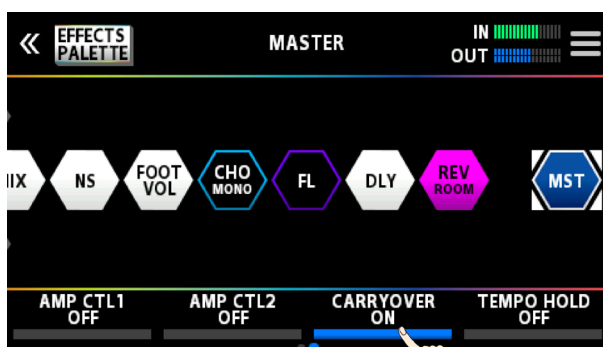 EFFECTS
PALETTE
MASTER
IN
OUT
IX
NS
FOOT
VOL
CHO
MONO
FL
DLY
REV
ROOM
MST
AMP CTL1
OFF
AMP CTL2
OFF
CARRYOVER
ON
TEMPO HOLD
OFF